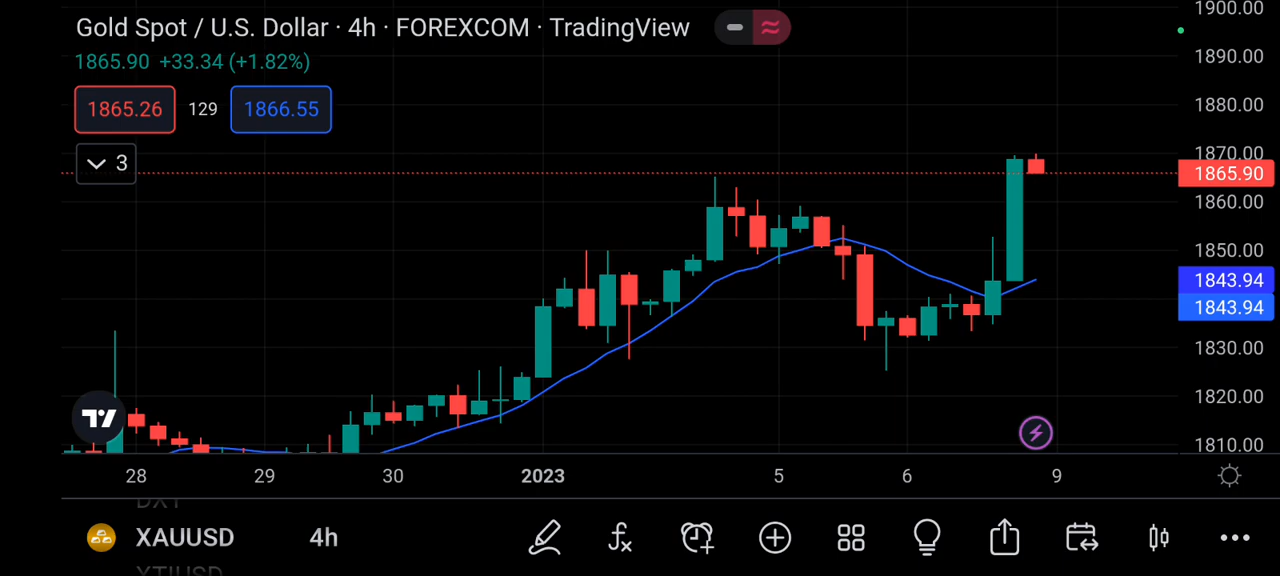 Gold Spot / U.S. Dollar · 4h · FOREXCOM · TradingView
1865.90 +33.34 (+1.82%)
1865.26 129 1866.55
3
1900.00
1890.00
1880.00
1870.00
1865.90
1860.00
1850.00
1843.94
1843.94
1830.00
1820.00
1810.00
28 29 30 2023 5 6 9
DXY
XAUUSD 4h
XTIUSD